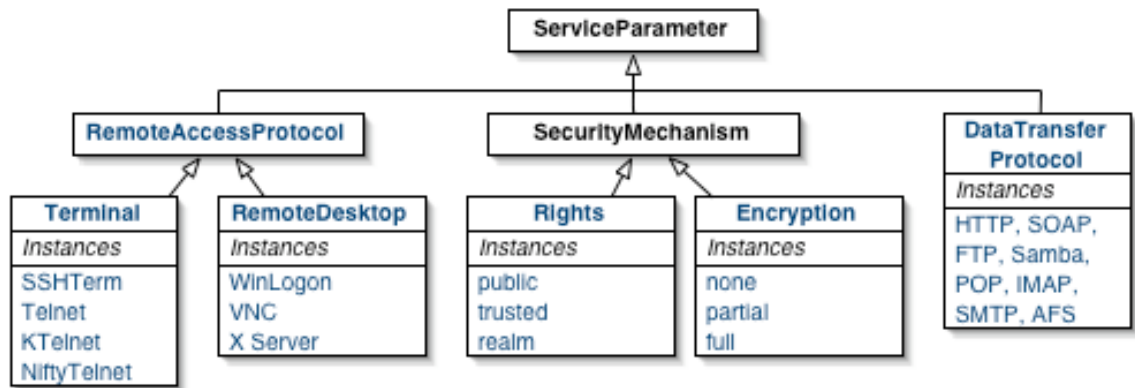 ServiceParameter
RemoteAccessProtocol
SecurityMechanism
DataTransfer
Protocol
Instances
HTTP, SOAP,
FTP, Samba,
POP, IMAP,
SMTP, AFS
Terminal
Instances
SSHTerm
Telnet
KTelnet
NiftyTelnet
RemoteDesktop
Instances
WinLogon
VNC
X Server
Rights
Instances
public
trusted
realm
Encryption
Instances
none
partial
full